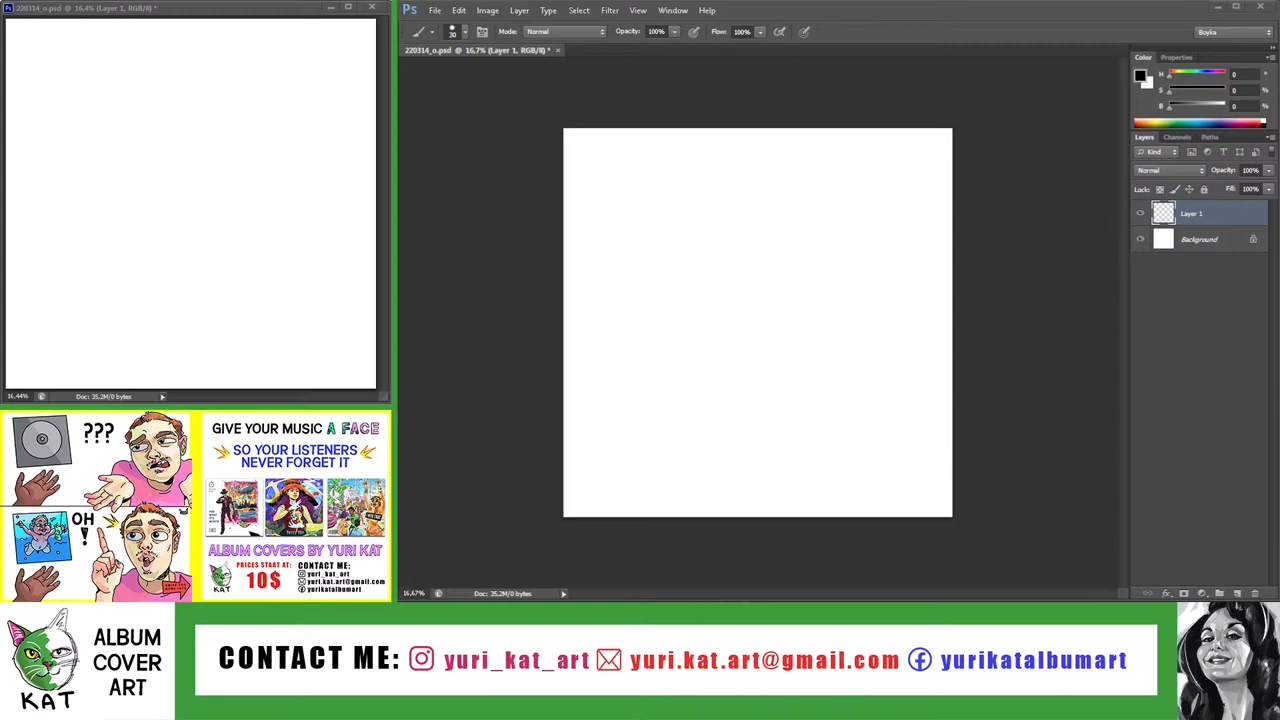 220314_o.psd @ 16,4% (Layer 1, RGB/8) *
Ps File Edit Image Layer Type Select Filter View Window Help
30 Mode: Normal Opacity: 100% Flow: 100% Boyka
220314_o.psd @ 16,7% (Layer 1, RGB/8) * ×
Color Properties
H 0 °
S 0 %
B 0 %
Layers Channels Paths
Kind
Normal Opacity: 100%
Lock: Fill: 100%
Layer 1
Background
16,44% Doc: 35,2M/0 bytes
16,67% Doc: 35,2M/0 bytes
???
OH
!
GIVE YOUR MUSIC A FACE
SO YOUR LISTENERS
NEVER FORGET IT
ALBUM COVERS BY YURI KAT
KAT
PRICES START AT:
10$
CONTACT ME:
yuri_kat_art
yuri.kat.art@gmail.com
yurikatalbumart
KAT
ALBUM
COVER
ART
CONTACT ME: yuri_kat_art yuri.kat.art@gmail.com yurikatalbumart